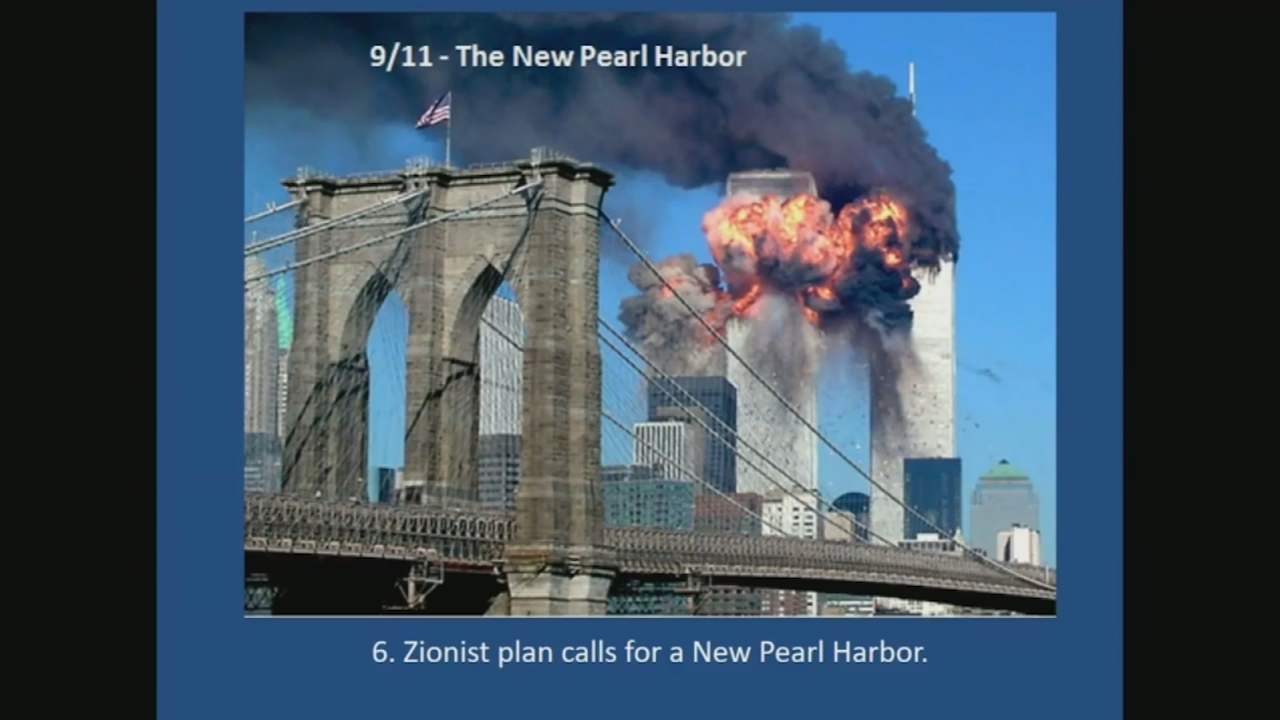 9/11 - The New Pearl Harbor
6. Zionist plan calls for a New Pearl Harbor.